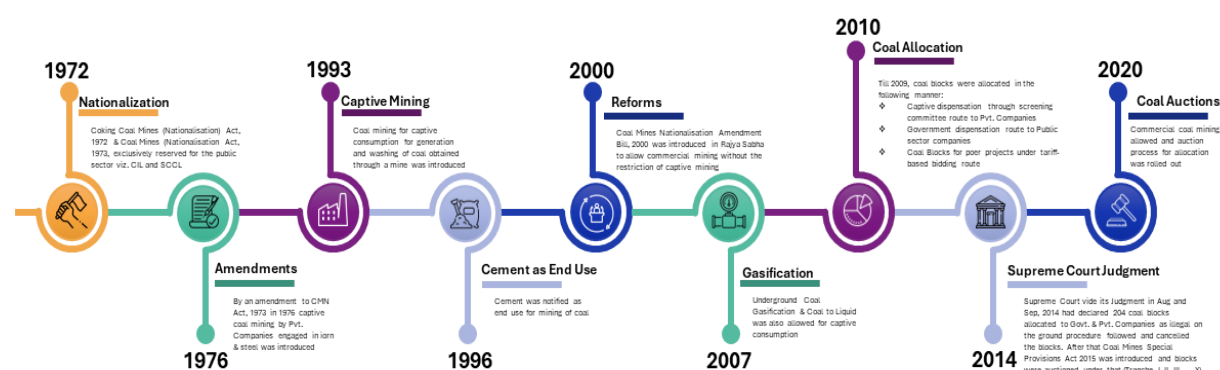 1972
Nationalization
Coking Coal Mines (Nationalisation) Act,
1972 & Coal Mines (Nationalisation) Act,
1973, exclusively reserved for the public
sector viz. CIL and SCCL
Amendments
By an amendment to CMN
Act, 1973 in 1976 captive
coal mining by Pvt.
Companies engaged in iorn
& steel was introduced
1976
1993
Captive Mining
Coal mining for captive
consumption for generation
and washing of coal obtained
through a mine was introduced
Cement as End Use
Cement was notified as
end use for mining of coal
1996
2000
Reforms
Coal Mines Nationalisation Amendment
Bill, 2000 was introduced in Rajya Sabha
to allow commercial mining without the
restriction of captive mining
Gasification
Underground Coal
Gasification & Coal to Liquid
was also allowed for captive
consumption
2007
2010
Coal Allocation
Till 2009, coal blocks were allocated in the
following manner:
❖ Captive dispensation through screening
committee route to Pvt. Companies
❖ Government dispensation route to Public
sector companies
❖ Coal Blocks for poer projects under tariff-
based bidding route
Supreme Court Judgment
Supreme Court vide its Judgment in Aug and
Sep, 2014 had declared 204 coal blocks
allocated to Govt. & Pvt. Companies as illegal on
the ground procedure followed and cancelled
the blocks. After that Coal Mines Special
Provisions Act 2015 was introduced and blocks
were auctioned under that (Tranche
2014
2020
Coal Auctions
Commercial coal mining
allowed and auction
process for allocation
was rolled out